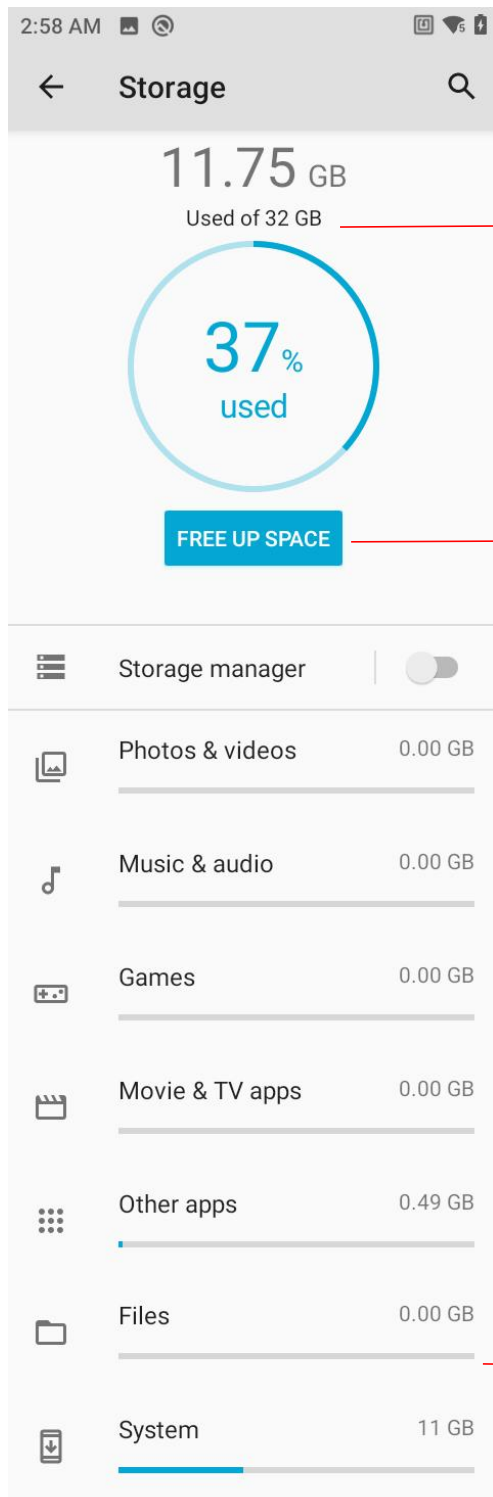 2:58 AM
Storage
11.75 GB
Used of 32 GB
37%
used
FREE UP SPACE
Storage manager
Photos & videos 0.00 GB
Music & audio 0.00 GB
Games 0.00 GB
Movie & TV apps 0.00 GB
Other apps 0.49 GB
Files 0.00 GB
System 11 GB